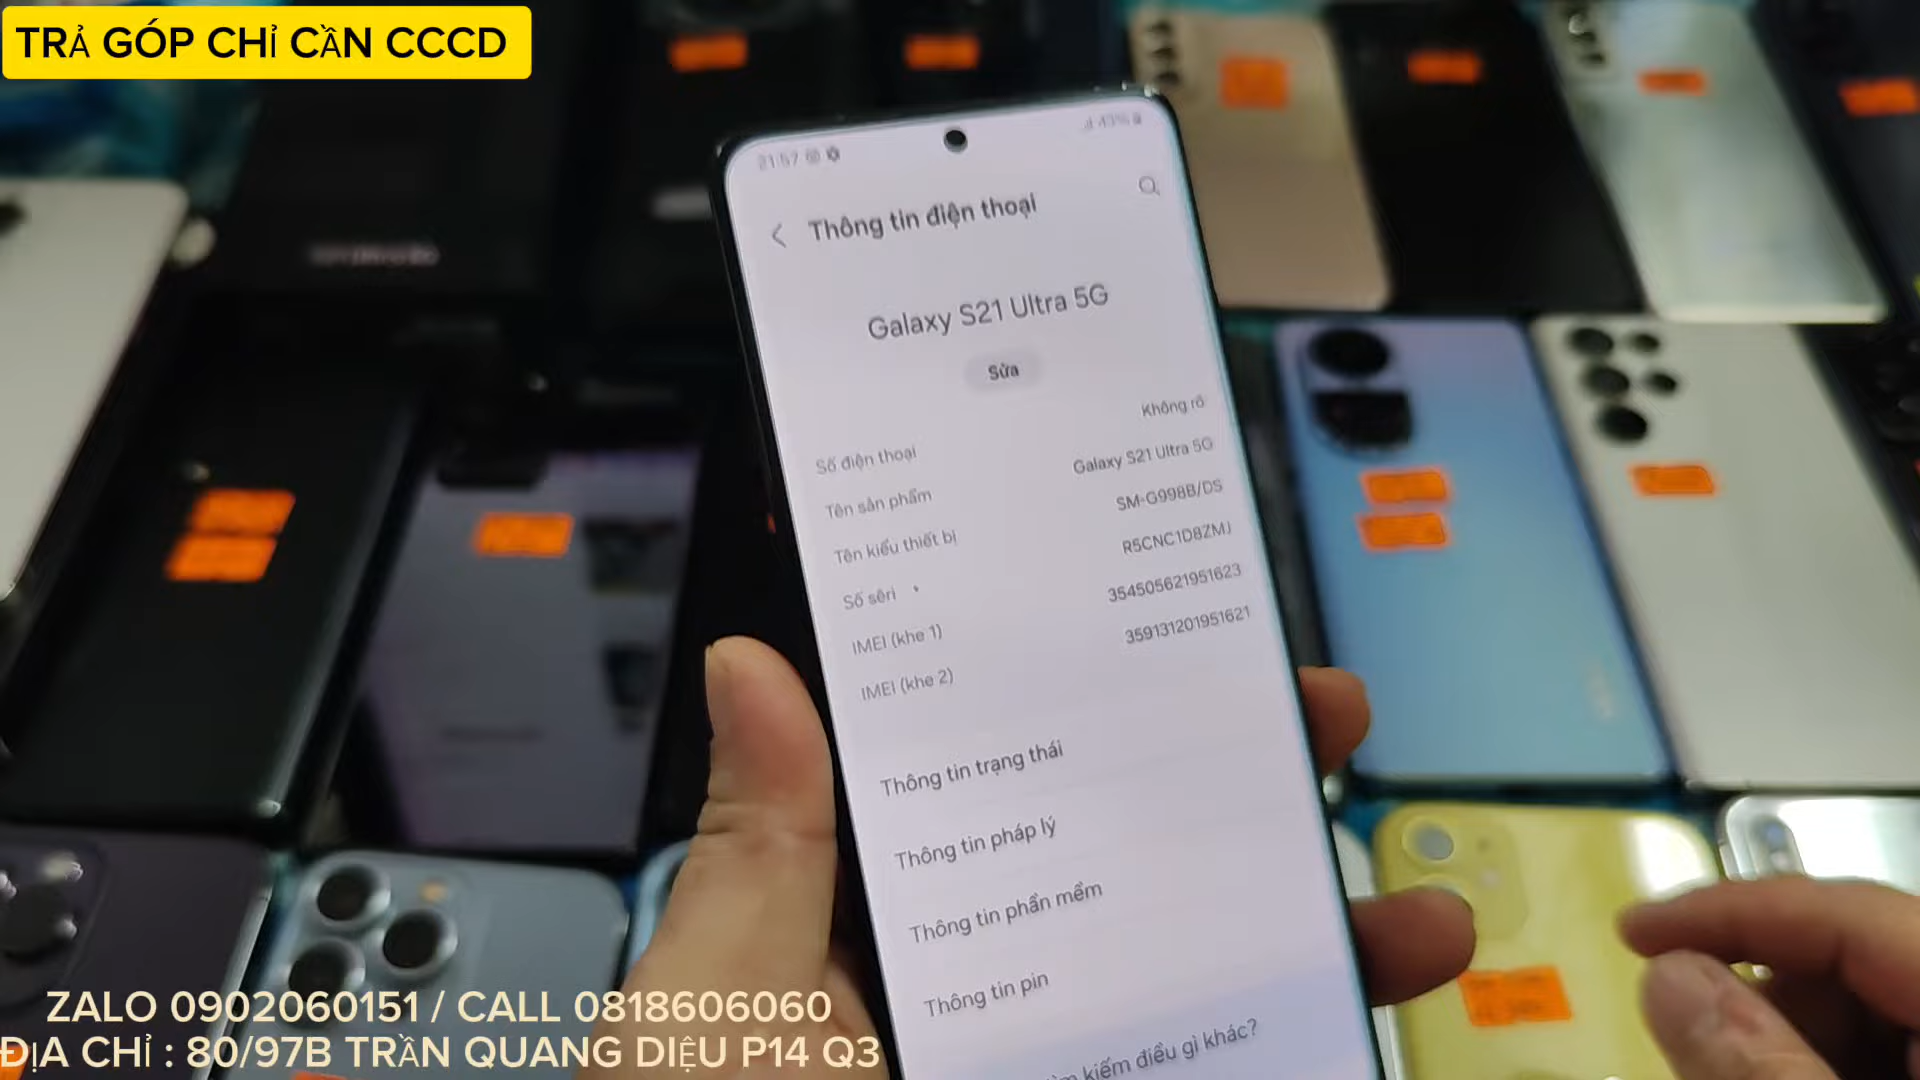 TRẢ GÓP CHỈ CẦN CCCD
21:57
43%
Thông tin điện thoại
Galaxy S21 Ultra 5G
Sửa
Số điện thoại Không rõ
Tên sản phẩm Galaxy S21 Ultra 5G
Tên kiểu thiết bị SM-G998B/DS
Số sêri R5CNC1D8ZMJ
IMEI (khe 1) 354505621951623
IMEI (khe 2) 359131201951621
Thông tin trạng thái
Thông tin pháp lý
Thông tin phần mềm
Thông tin pin
kiếm điều gì khác?
ZALO 0902060151 / CALL 0818606060
ĐỊA CHỈ : 80/97B TRẦN QUANG DIỆU P14 Q3